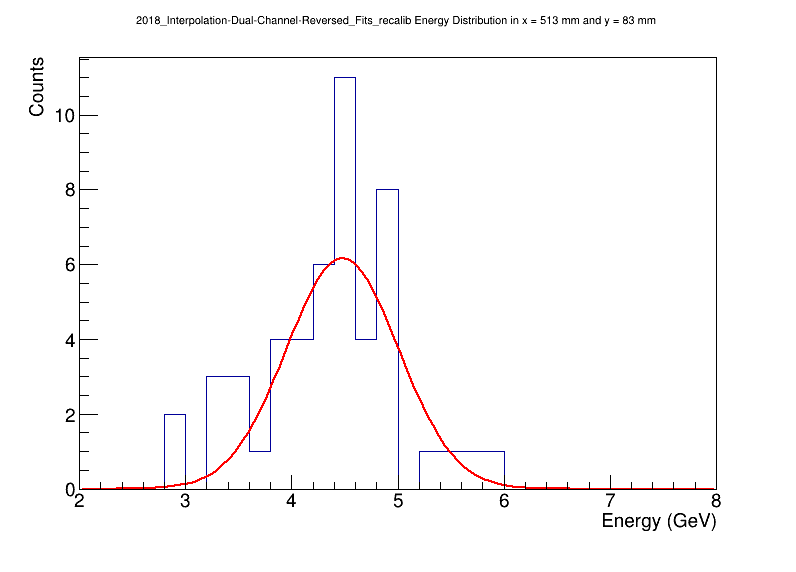 2018_Interpolation-Dual-Channel-Reversed_Fits_recalib Energy Distribution in x = 513 mm and y = 83 mm
Counts
10
8
6
4
2
0
2 3 4 5 6 7 8
Energy (GeV)